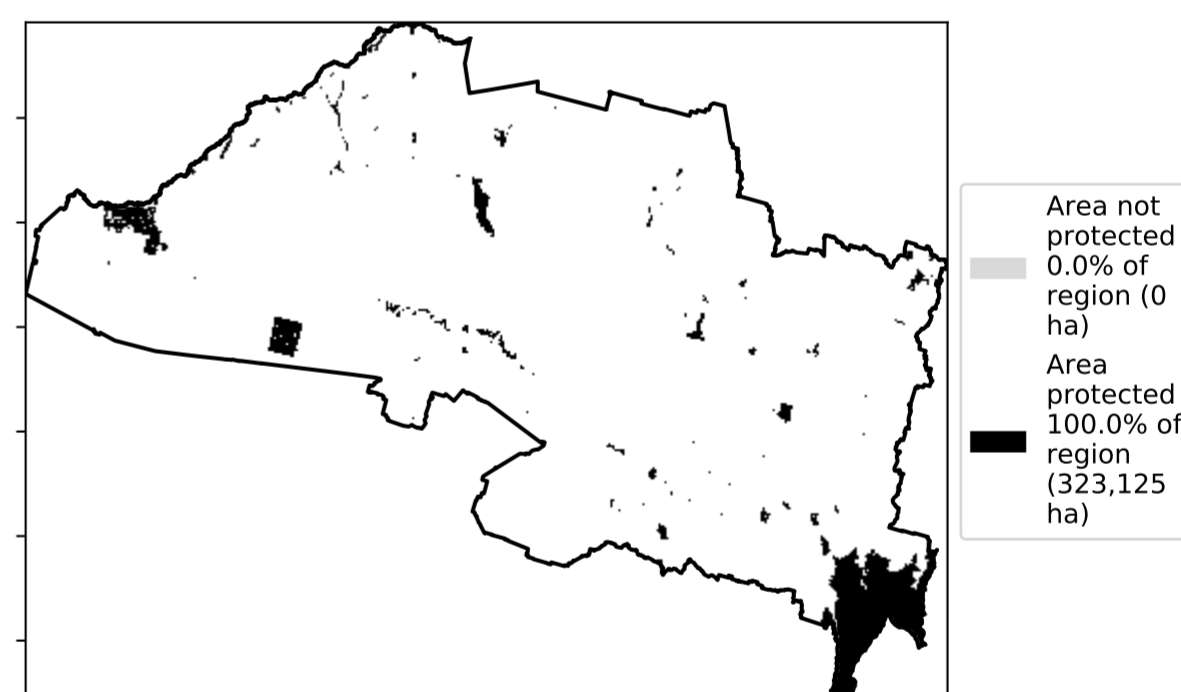 Area not
protected
0.0% of
region (0
ha)
Area
protected
100.0% of
region
(323,125
ha)